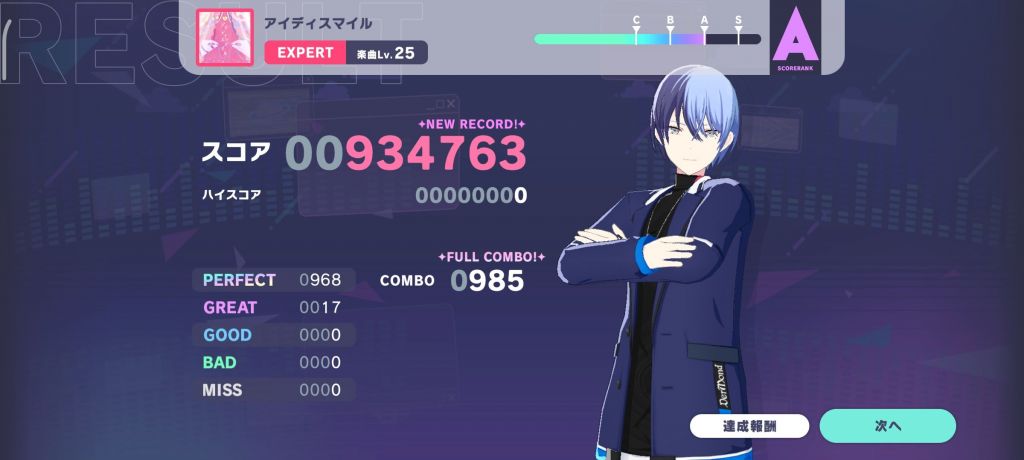 RESULT
アイディスマイル
EXPERT 楽曲Lv.25
C B A S
A
SCORERANK
NEW RECORD!
スコア 00934763
ハイスコア 00000000
FULL COMBO!
PERFECT 0968 COMBO 0985
GREAT 0017
GOOD 0000
BAD 0000
MISS 0000
DerMond
達成報酬 次へ